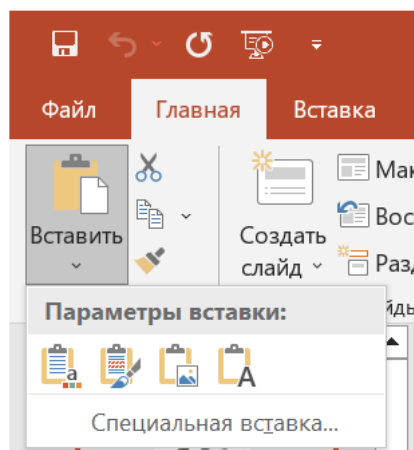 Файл Главная Вставка
Вставить
Создать
слайд
Параметры вставки:
Специальная вставка...